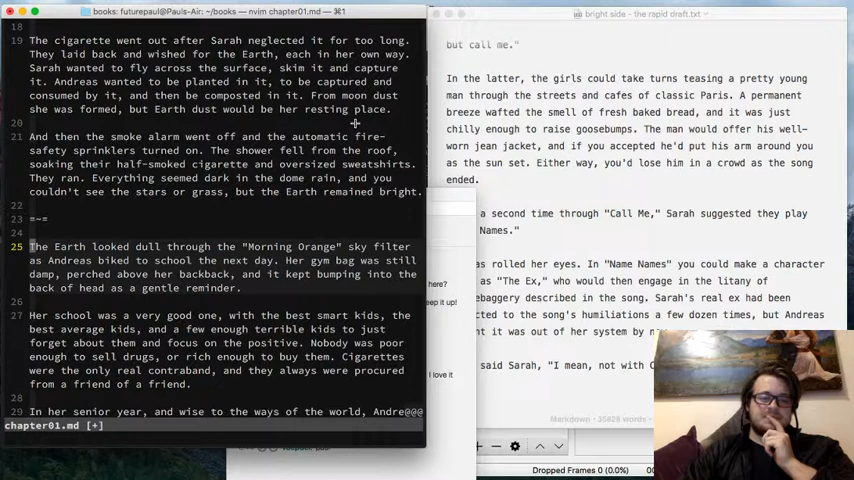 books: futurepaul@Pauls-Air: ~/books — nvim chapter01.md — ⌘1
18
19 The cigarette went out after Sarah neglected it for too long.
They laid back and wished for the Earth, each in her own way.
Sarah wanted to fly across the surface, skim it and capture
it. Andreas wanted to be planted in it, to be captured and
consumed by it, and then be composted in it. From moon dust
she was formed, but Earth dust would be her resting place.
20
21 And then the smoke alarm went off and the automatic fire-
safety sprinklers turned on. The shower fell from the roof,
soaking their half-smoked cigarette and oversized sweatshirts.
They ran. Everything seemed dark in the dome rain, and you
couldn't see the stars or grass, but the Earth remained bright.
22
23 =~=
25 The Earth looked dull through the "Morning Orange" sky filter
as Andreas biked to school the next day. Her gym bag was still
damp, perched above her backback, and it kept bumping into the
back of head as a gentle reminder.
26
27 Her school was a very good one, with the best smart kids, the
best average kids, and a few enough terrible kids to just
forget about them and focus on the positive. Nobody was poor
enough to sell drugs, or rich enough to buy them. Cigarettes
were the only real contraband, and they always were procured
from a friend of a friend.
28
29 In her senior year, and wise to the ways of the world, Andre@@@
chapter01.md [+]
bright side - the rapid draft.txt
but call me."
In the latter, the girls could take turns teasing a pretty young
man through the streets and cafes of classic Paris. A permanent
breeze wafted the smell of fresh baked bread, and it was just
chilly enough to raise goosebumps. The man would offer his well-
worn jean jacket, and if you accepted he'd put his arm around you
as the sun set. Either way, you'd lose him in a crowd as the song
ended.
a second time through "Call Me," Sarah suggested they play
Names."
as rolled her eyes. In "Name Names" you could make a character
as "The Ex," who would then engage in the litany of
ebaggery described in the song. Sarah's real ex had been
cted to the song's humiliations a few dozen times, but Andreas
nt it was out of her system by n
said Sarah, "I mean, not with C
here?
eep it up!
I love it
Markdown 35828 words
Dropped Frames 0 (0.0%)